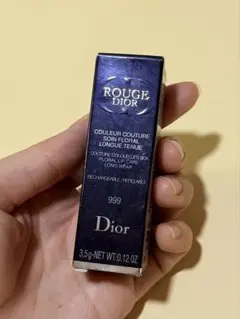 ROUGE
DIOR
COULEUR COUTURE
SOIN FLORAL
LONGUE TENUE
COUTURE COLOUR LIPSTICK
FLORAL LIP CARE
LONG WEAR
RECHARGEABLE / REFILLABLE
999
Dior
3.5g·NET WT. 0.12 OZ.